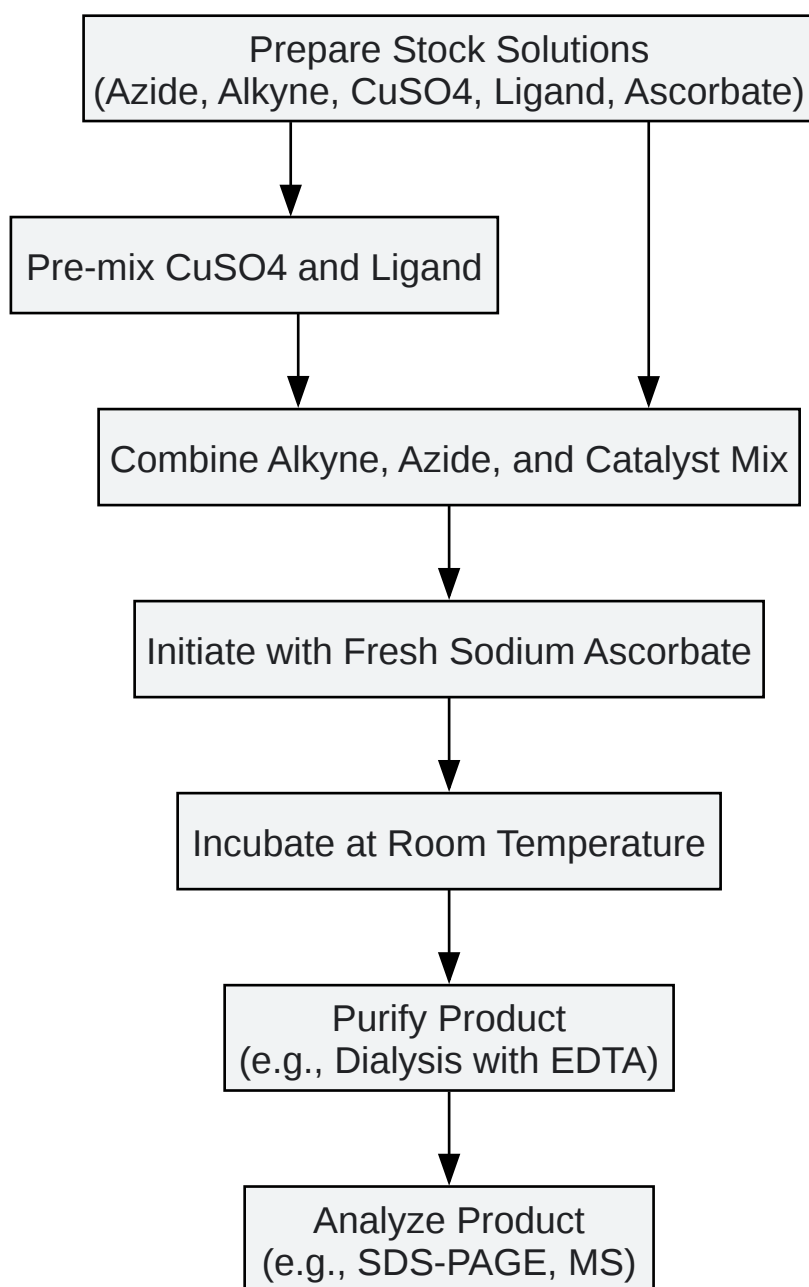 Prepare Stock Solutions
(Azide, Alkyne, CuSO4, Ligand, Ascorbate)
Pre-mix CuSO4 and Ligand
Combine Alkyne, Azide, and Catalyst Mix
Initiate with Fresh Sodium Ascorbate
Incubate at Room Temperature
Purify Product
(e.g., Dialysis with EDTA)
Analyze Product
(e.g., SDS-PAGE, MS)